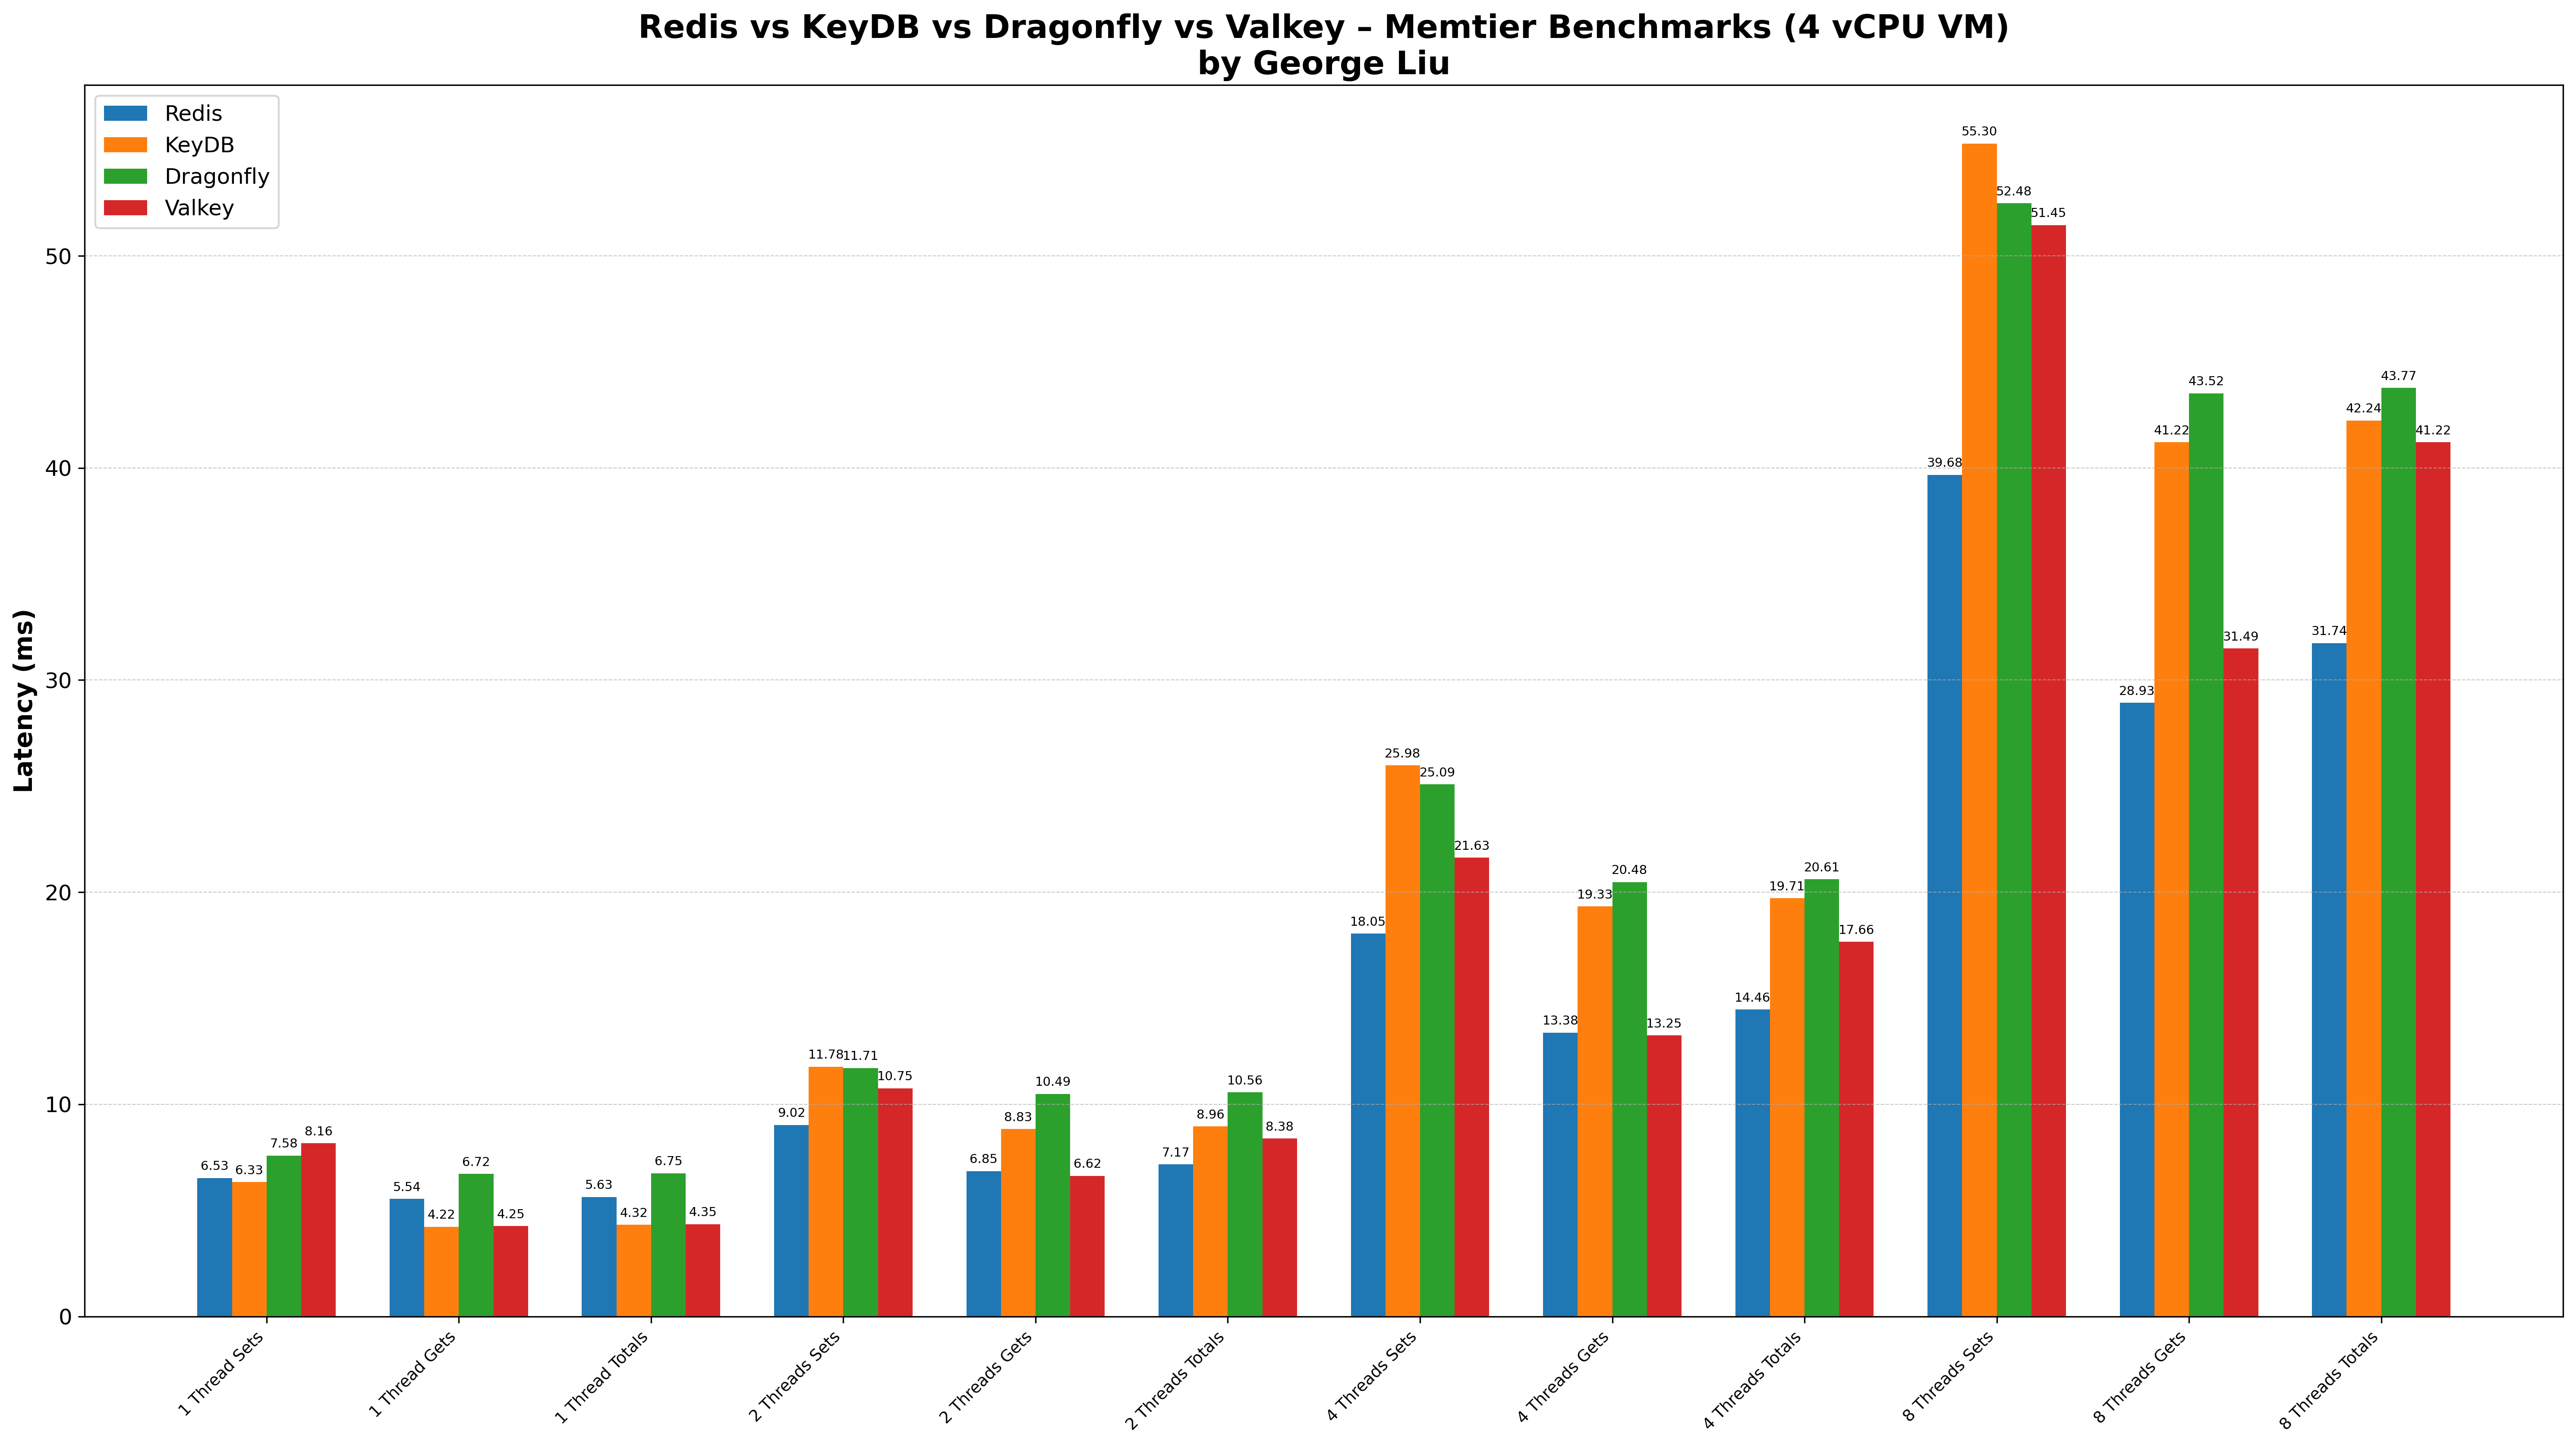 Redis vs KeyDB vs Dragonfly vs Valkey – Memtier Benchmarks (4 vCPU VM)
by George Liu
Redis
KeyDB
Dragonfly
Valkey
Latency (ms)
50
40
30
20
10
0
6.53 6.33 7.58 8.16
5.54 4.22 6.72 4.25
5.63 4.32 6.75 4.35
9.02 11.78 11.71 10.75
6.85 8.83 10.49 6.62
7.17 8.96 10.56 8.38
18.05 25.98 25.09 21.63
13.38 19.33 20.48 13.25
14.46 19.71 20.61 17.66
39.68 55.30 52.48 51.45
28.93 41.22 43.52 31.49
31.74 42.24 43.77 41.22
1 Thread Sets
1 Thread Gets
1 Thread Totals
2 Threads Sets
2 Threads Gets
2 Threads Totals
4 Threads Sets
4 Threads Gets
4 Threads Totals
8 Threads Sets
8 Threads Gets
8 Threads Totals